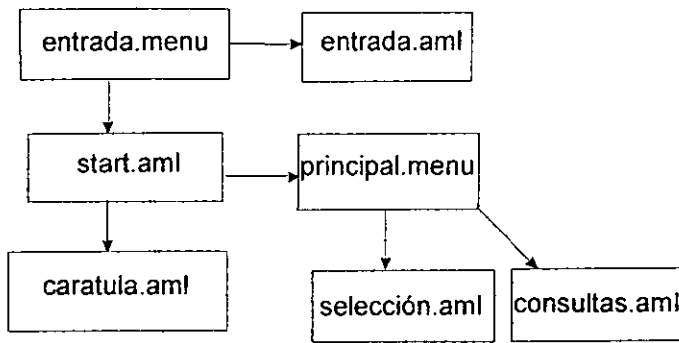 entrada.menu
entrada.aml
start.aml
principal.menu
caratula.aml
selección.aml
consultas.aml